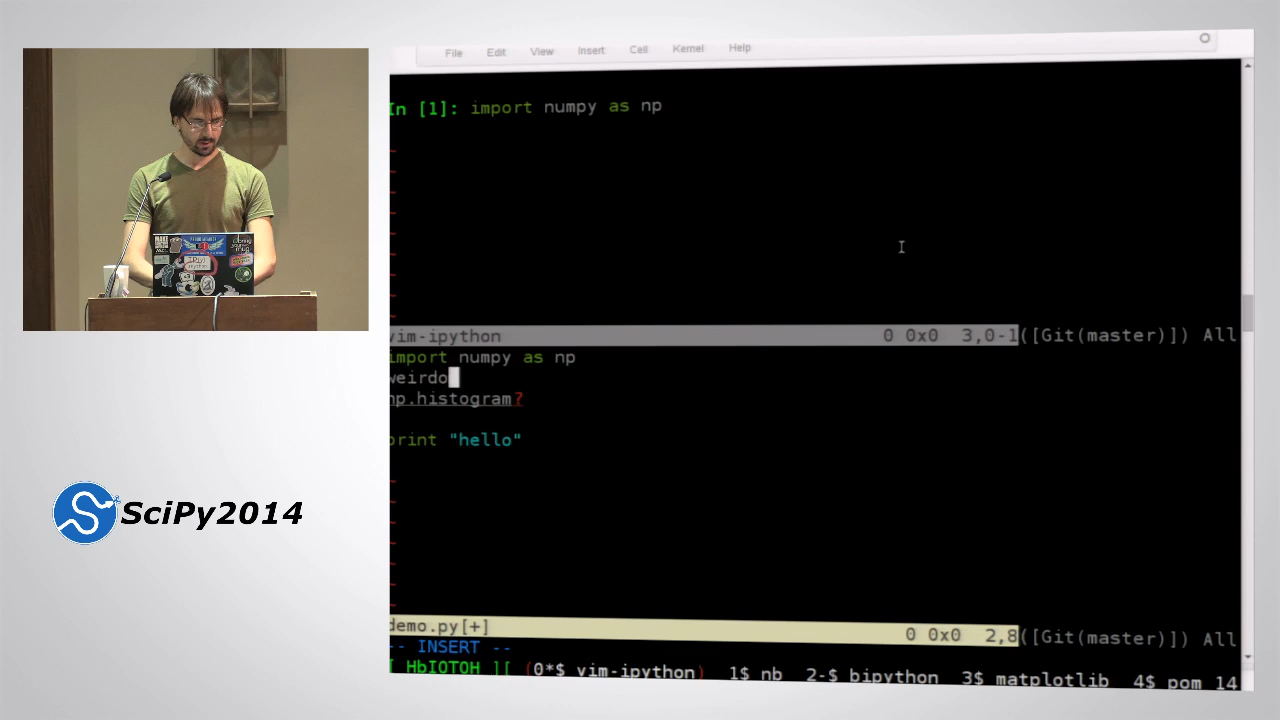 File Edit View Insert Cell Kernel Help
In [1]: import numpy as np
~
~
~
~
~
~
~
~
vim-ipython 0 0x0 3,0-1([Git(master)]) All
import numpy as np
weirdo
np.histogram?
print "hello"
~
~
~
~
~
~
~
demo.py[+] 0 0x0 2,8([Git(master)]) All
-- INSERT --
[ HbIOTOH ][ (0*$ vim-ipython) 1$ nb 2-$ bipython 3$ matplotlib 4$ pom 14
SciPy2014